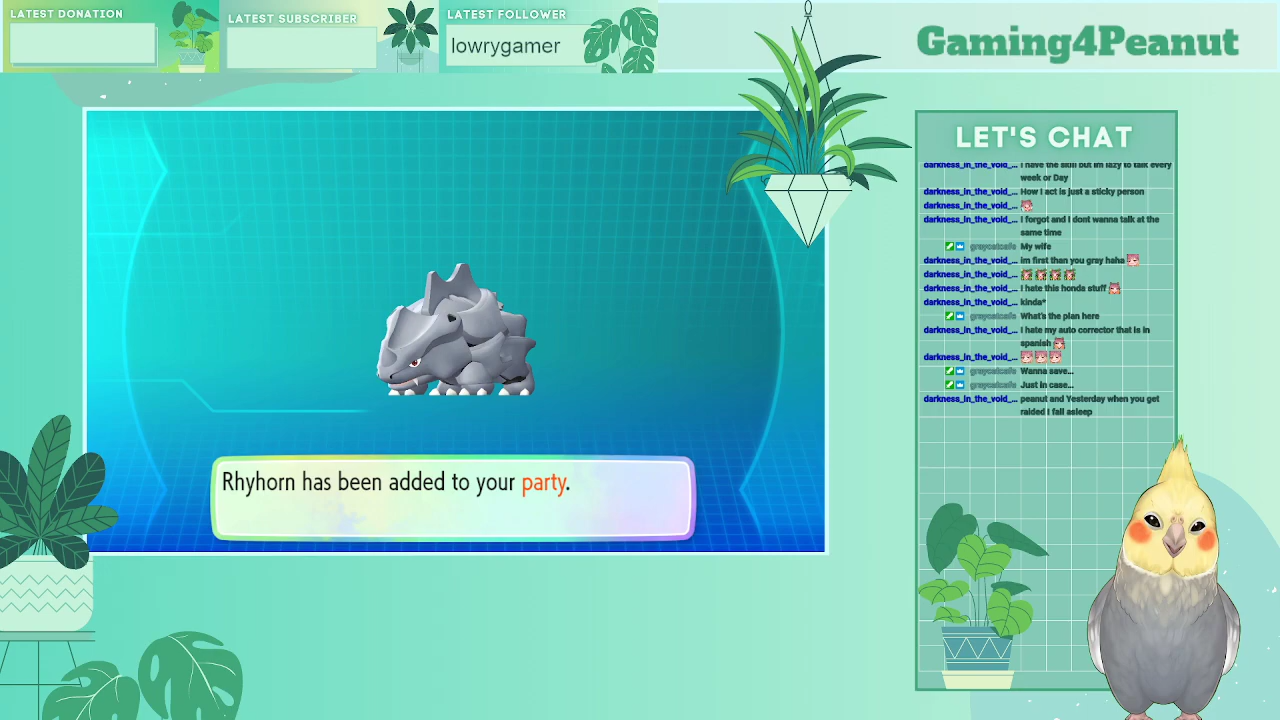 LATEST DONATION
LATEST SUBSCRIBER
LATEST FOLLOWER
lowrygamer
Gaming4Peanut
LET'S CHAT
darkness_in_the_void_... I have the skill but im lazy to talk every
week or Day
darkness_in_the_void_... How I act is just a sticky person
darkness_in_the_void_...
darkness_in_the_void_... I forgot and I dont wanna talk at the
same time
graycatcafe My wife
darkness_in_the_void_... im first than you gray haha
darkness_in_the_void_...
darkness_in_the_void_... I hate this honda stuff
darkness_in_the_void_... kinda*
graycatcafe What's the plan here
darkness_in_the_void_... I hate my auto corrector that is in
spanish
darkness_in_the_void_...
graycatcafe Wanna save...
graycatcafe Just in case...
darkness_in_the_void_... peanut and Yesterday when you get
raided I fall asleep
Rhyhorn has been added to your party.